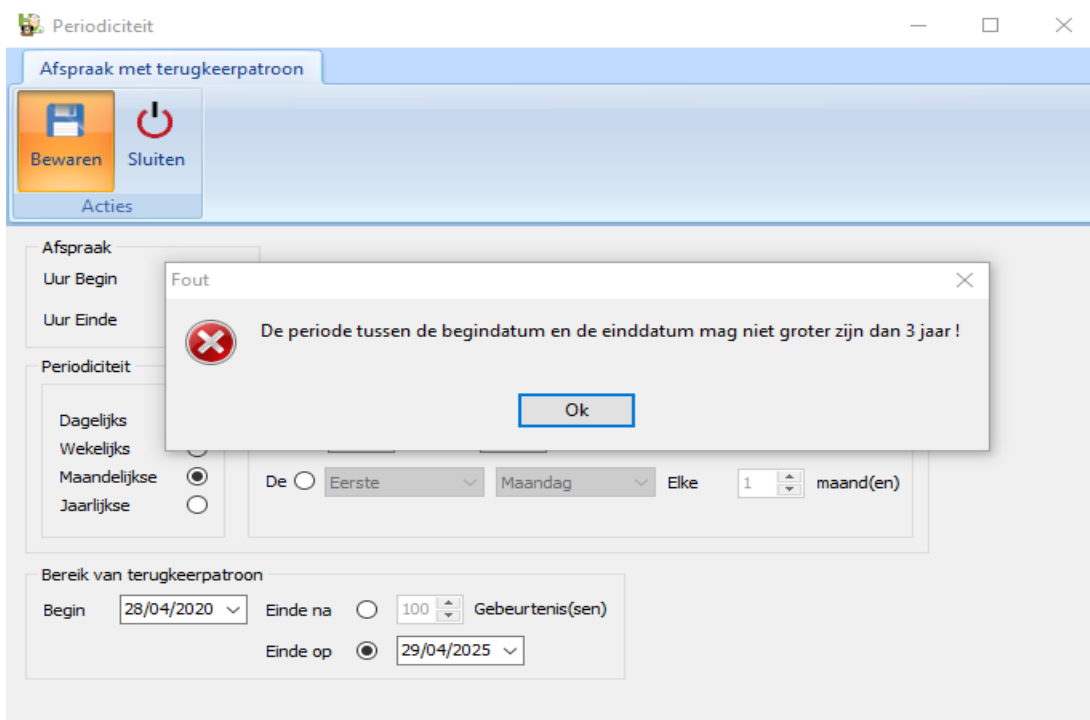 Periodiciteit
Afspraak met terugkeerpatroon
Bewaren Sluiten
Acties
Afspraak
Uur Begin
Uur Einde
Fout
De periode tussen de begindatum en de einddatum mag niet groter zijn dan 3 jaar !
Ok
Periodiciteit
Dagelijks
Wekelijks
Maandelijkse
Jaarlijkse
De Eerste Maandag Elke 1 maand(en)
Bereik van terugkeerpatroon
Begin 28/04/2020 Einde na 100 Gebeurtenis(sen)
Einde op 29/04/2025